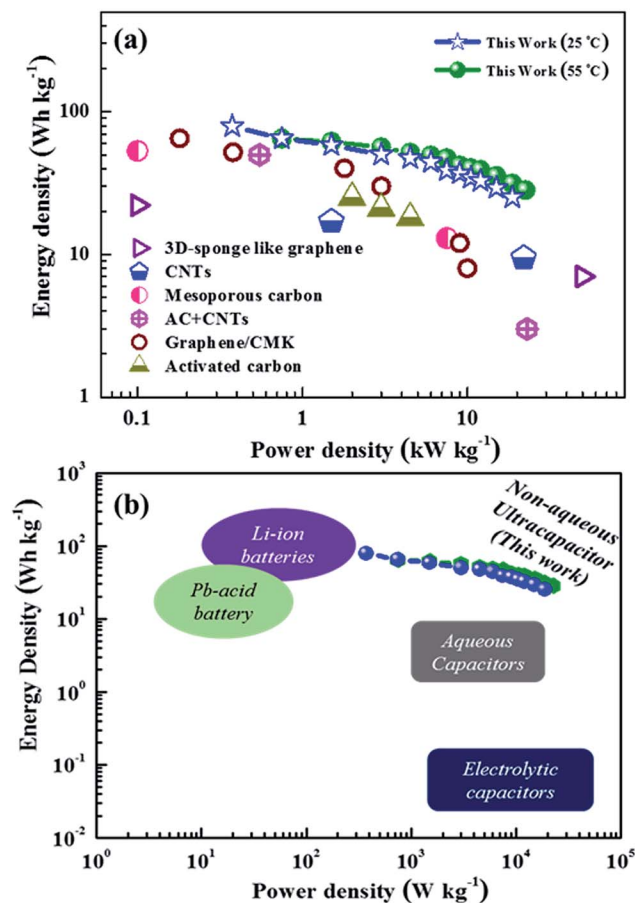 (a)
This Work (25 °C)
This Work (55 °C)
Energy density (Wh kg⁻¹)
100
10
1
3D-sponge like graphene
CNTs
Mesoporous carbon
AC+CNTs
Graphene/CMK
Activated carbon
0.1
1
10
Power density (kW kg⁻¹)
(b)
Energy Density (Wh kg⁻¹)
10³
10²
10¹
10⁰
10⁻¹
10⁻²
Li-ion
batteries
Pb-acid
battery
Non-aqueous
Ultracapacitor
(This work)
Aqueous
Capacitors
Electrolytic
capacitors
10⁰
10¹
10²
10³
10⁴
10⁵
Power density (W kg⁻¹)